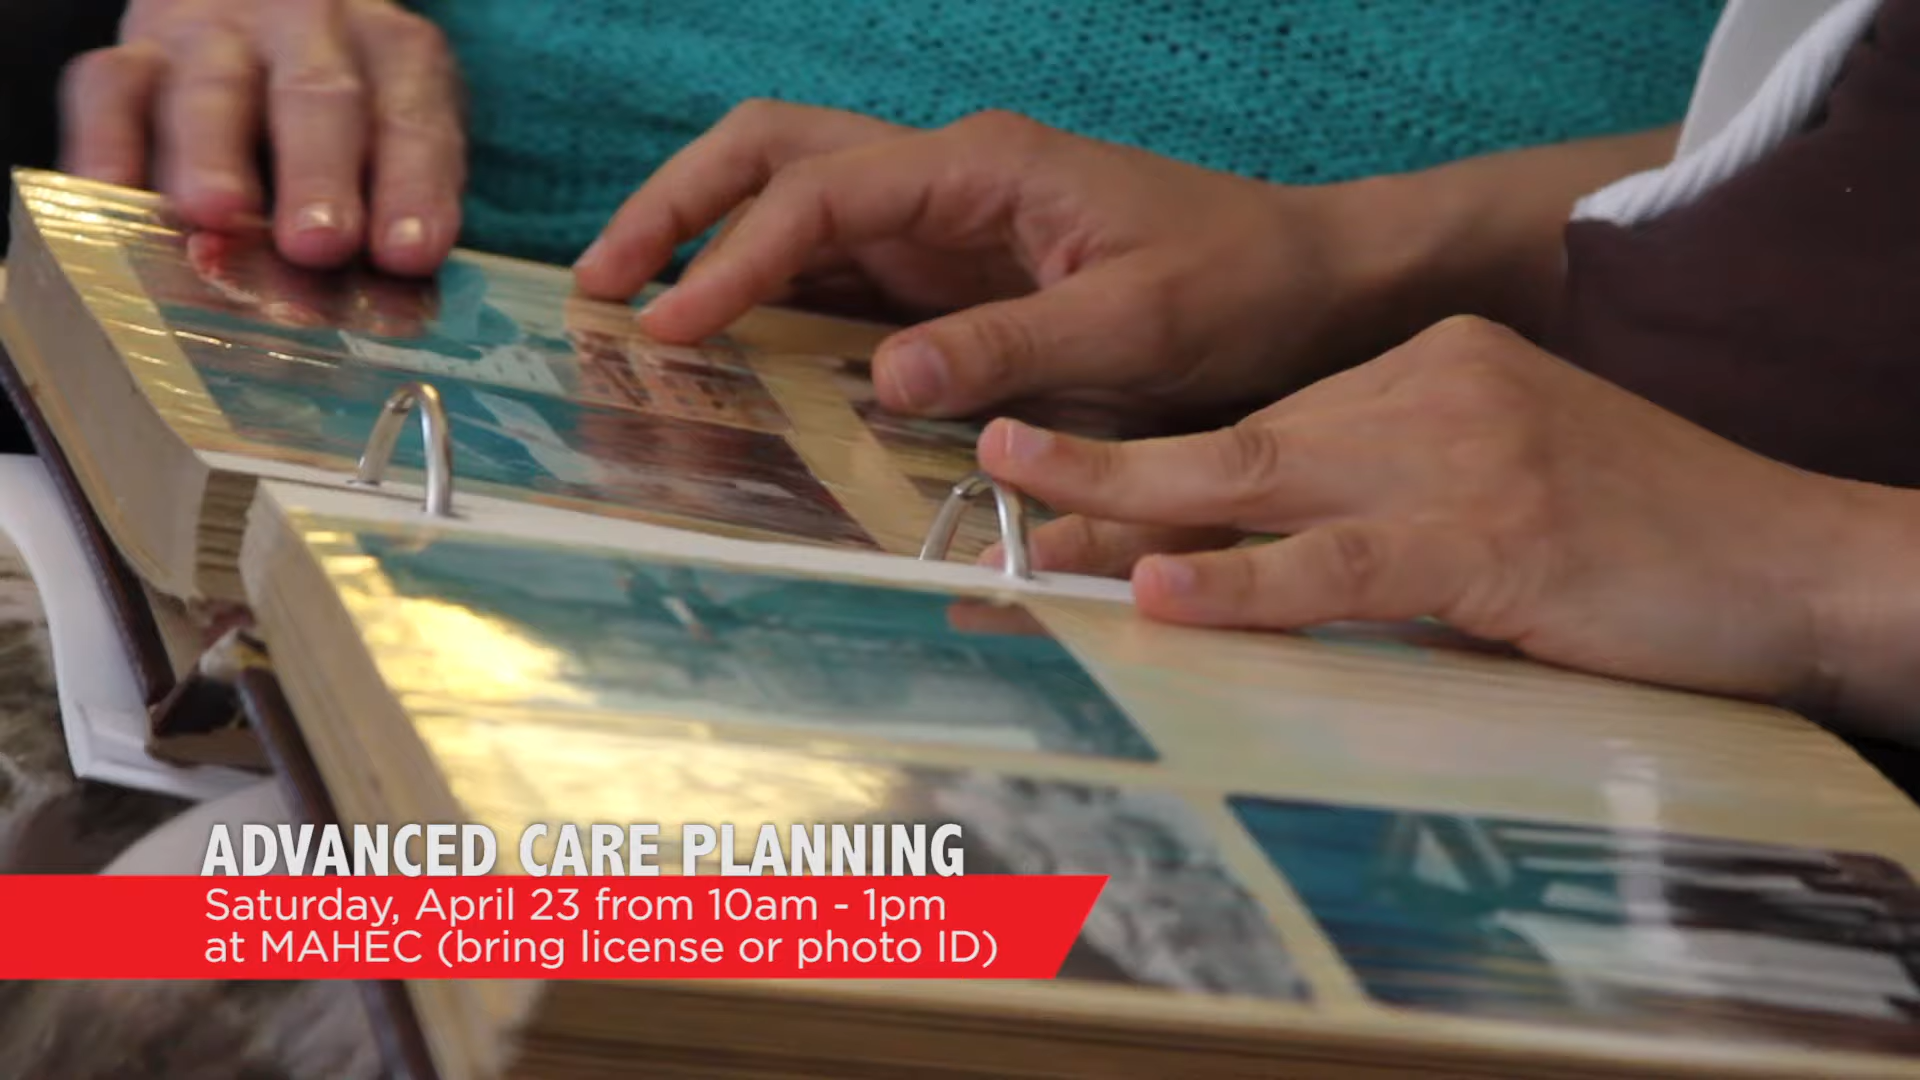 ADVANCED CARE PLANNING
Saturday, April 23 from 10am - 1pm
at MAHEC (bring license or photo ID)